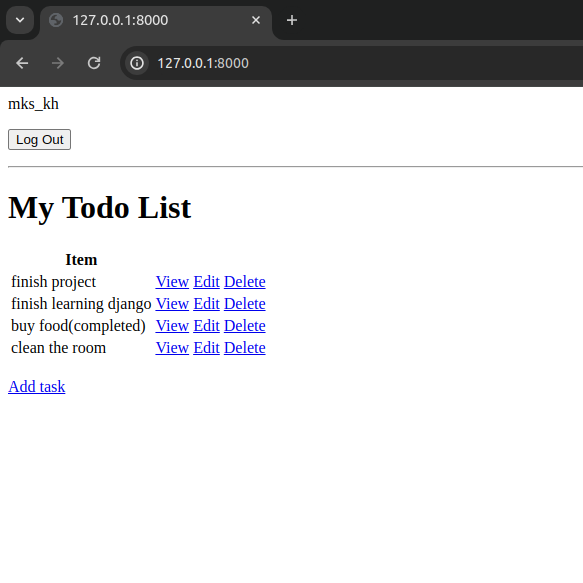 127.0.0.1:8000
127.0.0.1:8000
mks_kh
Log Out
My Todo List
Item
finish project View Edit Delete
finish learning django View Edit Delete
buy food(completed) View Edit Delete
clean the room View Edit Delete
Add task